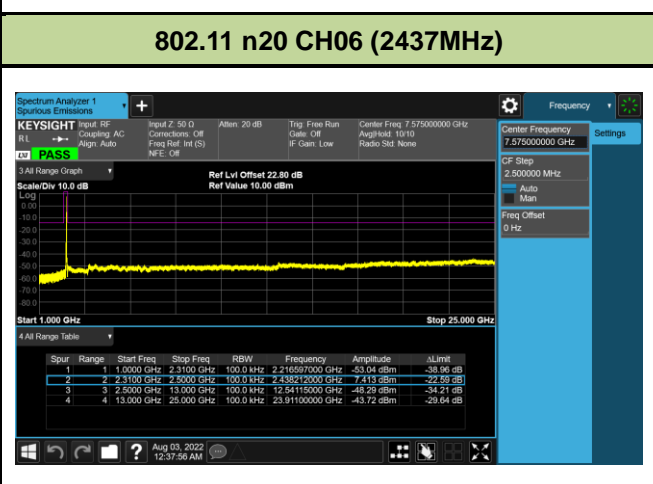 802.11 n20 CH06 (2437MHz)
Spectrum Analyzer 1
Spurious Emissions
Frequency
KEYSIGHT
RL
PASS
Input: RF
Coupling: AC
Align: Auto
Input Z: 50 Ω
Corrections: Off
Freq Ref: Int (S)
NFE: Off
Atten: 20 dB
Trig: Free Run
Gate: Off
IF Gain: Low
Center Freq: 7.575000000 GHz
Avg|Hold: 10/10
Radio Std: None
Center Frequency
7.575000000 GHz
Settings
CF Step
2.500000 MHz
Auto
Man
Freq Offset
0 Hz
3 All Range Graph
Scale/Div 10.0 dB
Ref Lvl Offset 22.80 dB
Ref Value 10.00 dBm
Log
0.00
-10.0
-20.0
-30.0
-40.0
-50.0
-60.0
-70.0
-80.0
Start 1.000 GHz
Stop 25.000 GHz
4 All Range Table
Spur Range Start Freq Stop Freq RBW Frequency Amplitude ΔLimit
1 1 1.0000 GHz 2.3100 GHz 100.0 kHz 2.216597000 GHz -53.04 dBm -38.96 dB
2 2 2.3100 GHz 2.5000 GHz 100.0 kHz 2.438212000 GHz 7.413 dBm -22.59 dB
3 3 2.5000 GHz 13.000 GHz 100.0 kHz 12.54115000 GHz -48.29 dBm -34.21 dB
4 4 13.000 GHz 25.000 GHz 100.0 kHz 23.91100000 GHz -43.72 dBm -29.64 dB
Aug 03, 2022
12:37:56 AM